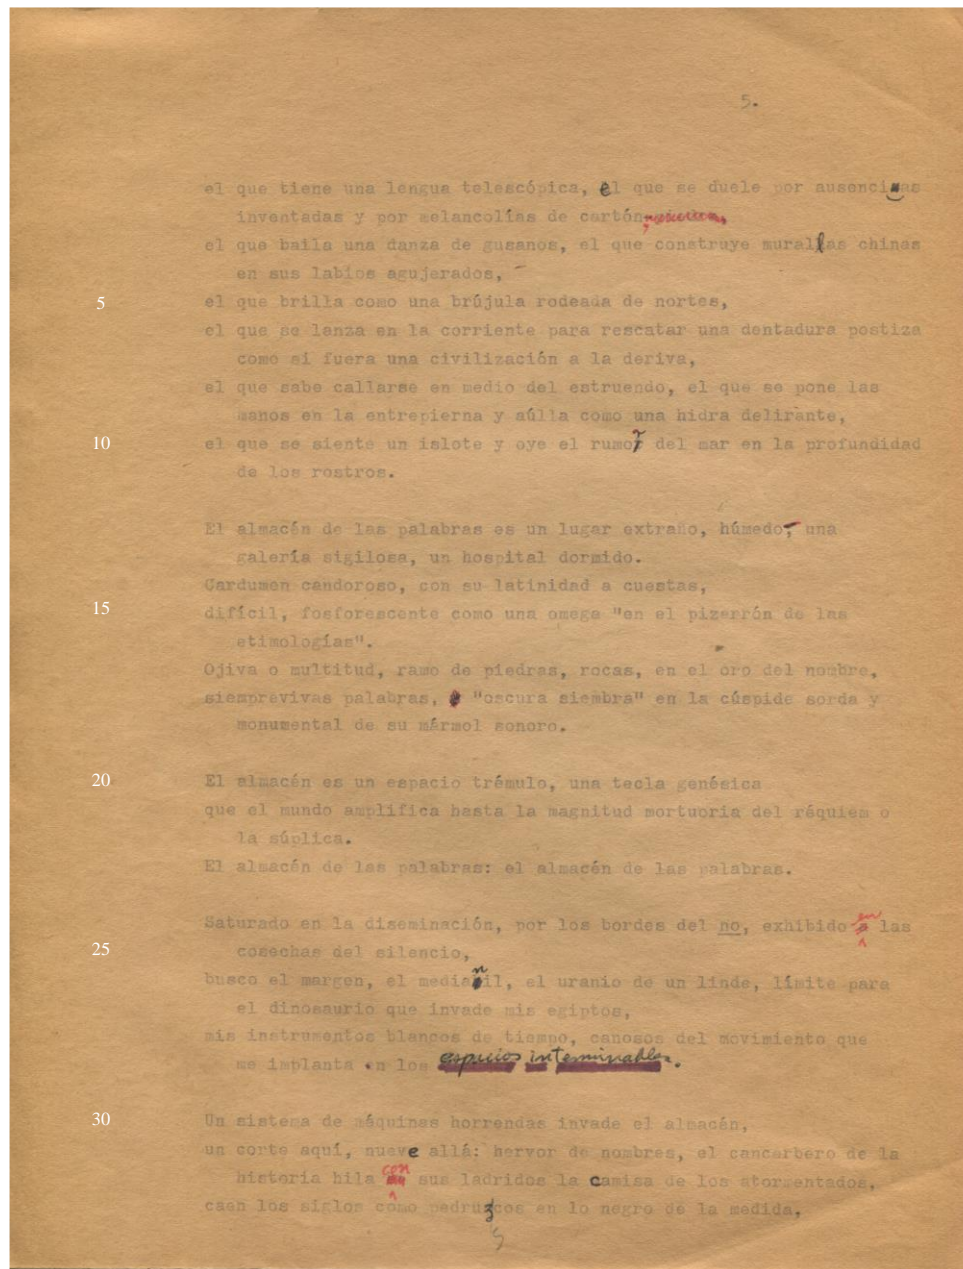 5.
el que tiene una lengua telescópica, el que se duele por ausencias
inventadas y por melancolías de cartón,
el que baila una danza de gusanos, el que construye murallas chinas
en sus labios agujerados,
5 el que brilla como una brújula rodeada de nortes,
el que se lanza en la corriente para rescatar una dentadura postiza
como si fuera una civilización a la deriva,
el que sabe callarse en medio del estruendo, el que se pone las
manos en la entrepierna y aúlla como una hidra delirante,
10 el que se siente un islote y oye el rumor del mar en la profundidad
de los rostros.
El almacén de las palabras es un lugar extraño, húmedo, una
galería sigilosa, un hospital dormido.
Cardumen candoroso, con su latinidad a cuestas,
15 difícil, fosforescente como una omega "en el pizerrón de las
etimologías".
Ojiva o multitud, ramo de piedras, rocas, en el oro del nombre,
siemprevivas palabras, "oscura siembra" en la cúspide sorda y
monumental de su mármol sonoro.
20 El almacén es un espacio trémulo, una tecla genésica
que el mundo amplifica hasta la magnitud mortuoria del réquiem o
la súplica.
El almacén de las palabras: el almacén de las palabras.
Saturado en la diseminación, por los bordes del no, exhibido en las
25 cosechas del silencio,
busco el margen, el medianil, el uranio de un linde, límite para
el dinosaurio que invade mis egiptos,
mis instrumentos blancos de tiempo, canosos del movimiento que
me implanta en los espacios interminables.
30 Un sistema de máquinas horrendas invade el almacén,
un corte aquí, nueve allá: hervor de nombres, el cancerbero de la
historia hila con sus ladridos la camisa de los atormentados,
caen los siglos como pedruzcos en lo negro de la medida,